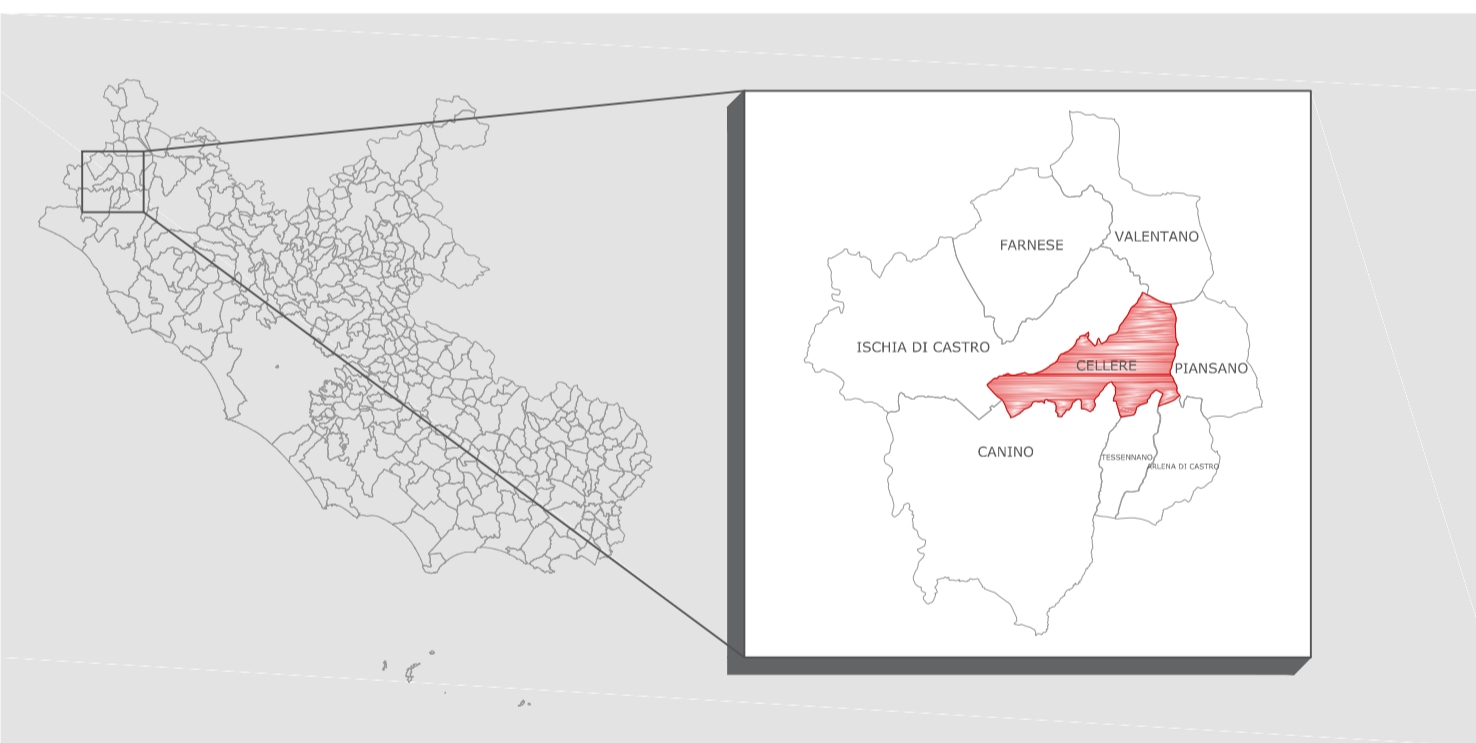 VALENTANO
FARNESE
ISCHIA DI CASTRO
CELLERE
PIANSANO
CANINO
TESSENNANO
ARLENA DI CASTRO